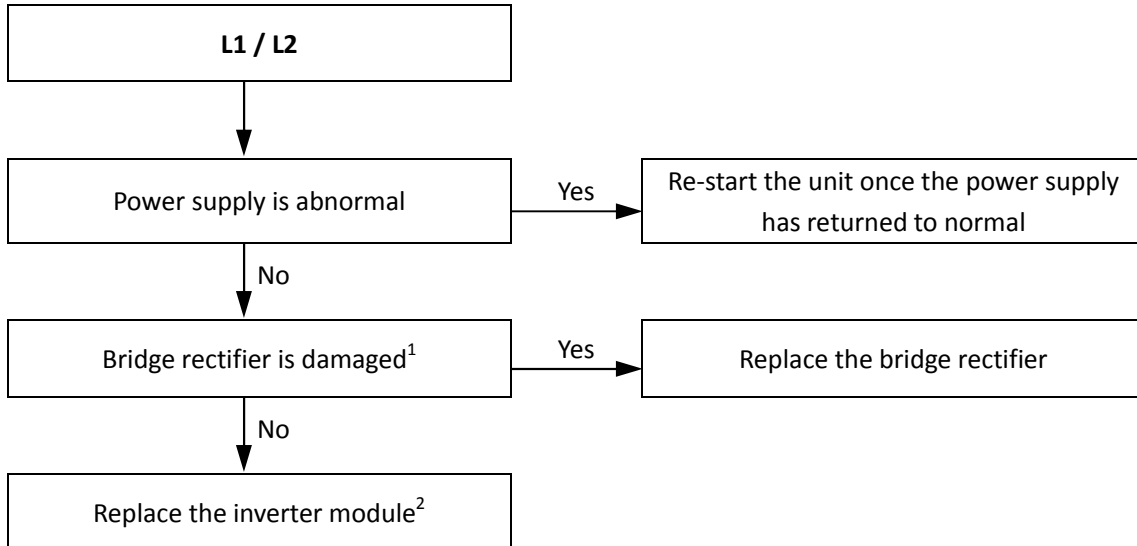 L1 / L2
Power supply is abnormal
Yes
Re-start the unit once the power supply
has returned to normal
No
Bridge rectifier is damaged1
Yes
Replace the bridge rectifier
No
Replace the inverter module2